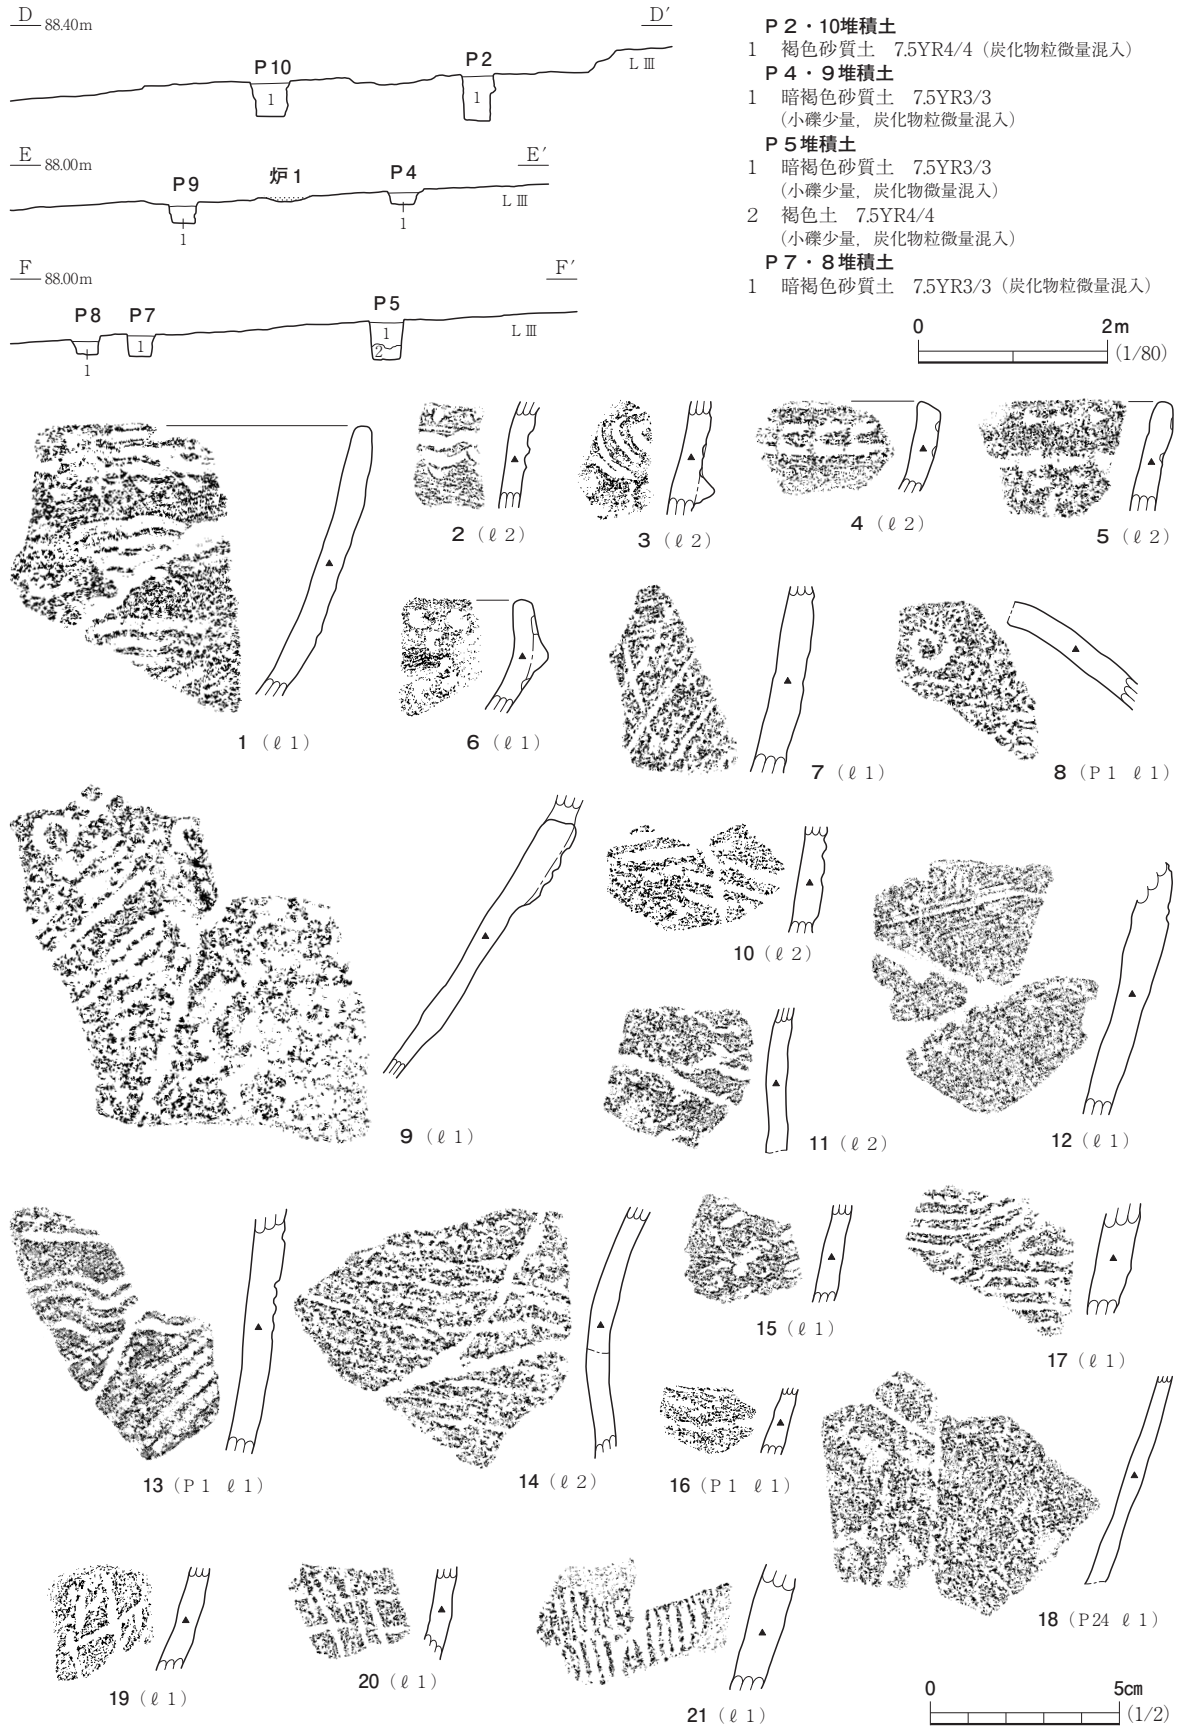 D 88.40m D′
P10 P2 LⅢ
1 1
E 88.00m E′
P9 炉1 P4 LⅢ
1 1
F 88.00m F′
P8 P7 P5 LⅢ
1 1 1
2
P2・10堆積土
1 褐色砂質土 7.5YR4/4（炭化物粒微量混入）
P4・9堆積土
1 暗褐色砂質土 7.5YR3/3
（小礫少量，炭化物粒微量混入）
P5堆積土
1 暗褐色砂質土 7.5YR3/3
（小礫少量，炭化物微量混入）
2 褐色土 7.5YR4/4
（小礫少量，炭化物粒微量混入）
P7・8堆積土
1 暗褐色砂質土 7.5YR3/3（炭化物粒微量混入）
0 2m
(1/80)
2（ℓ2）
3（ℓ2）
4（ℓ2）
5（ℓ2）
1（ℓ1）
6（ℓ1）
7（ℓ1）
8（P1 ℓ1）
9（ℓ1）
10（ℓ2）
11（ℓ2）
12（ℓ1）
13（P1 ℓ1）
14（ℓ2）
15（ℓ1）
16（P1 ℓ1）
17（ℓ1）
18（P24 ℓ1）
19（ℓ1）
20（ℓ1）
21（ℓ1）
0 5㎝
(1/2)